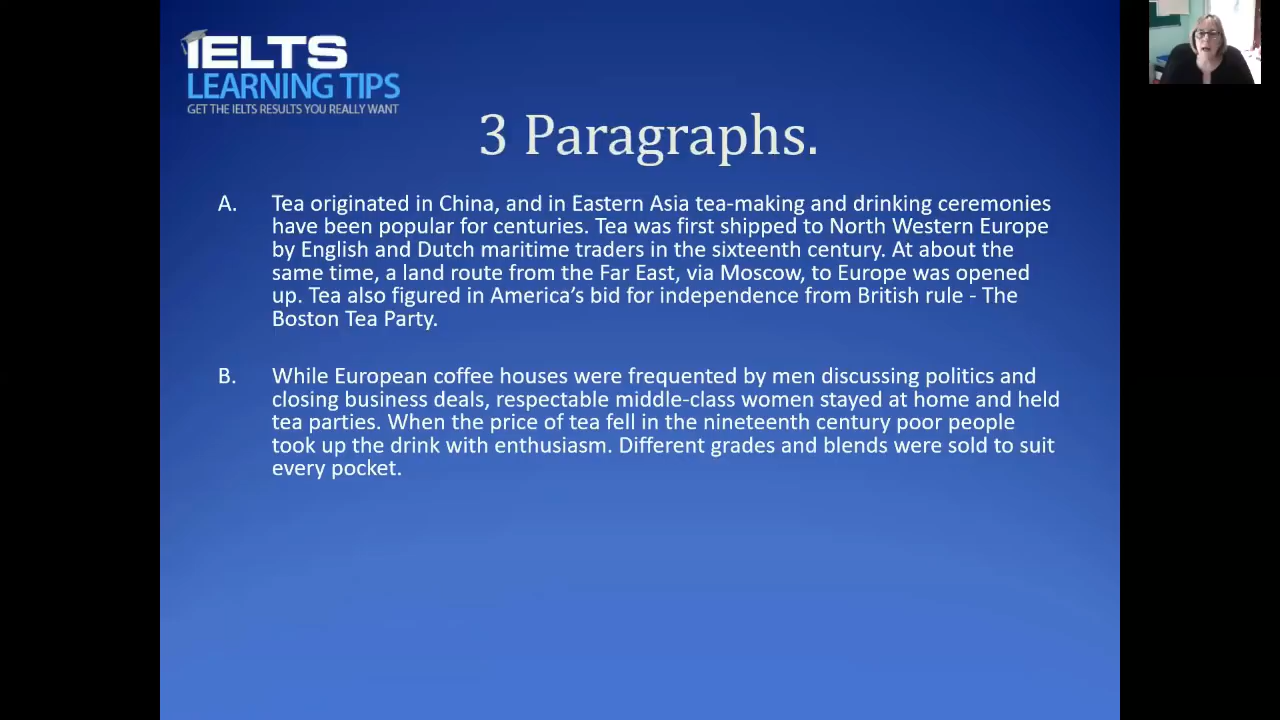 IELTS
LEARNING TIPS
GET THE IELTS RESULTS YOU REALLY WANT
3 Paragraphs.
A. Tea originated in China, and in Eastern Asia tea-making and drinking ceremonies
have been popular for centuries. Tea was first shipped to North Western Europe
by English and Dutch maritime traders in the sixteenth century. At about the
same time, a land route from the Far East, via Moscow, to Europe was opened
up. Tea also figured in America’s bid for independence from British rule - The
Boston Tea Party.
B. While European coffee houses were frequented by men discussing politics and
closing business deals, respectable middle-class women stayed at home and held
tea parties. When the price of tea fell in the nineteenth century poor people
took up the drink with enthusiasm. Different grades and blends were sold to suit
every pocket.